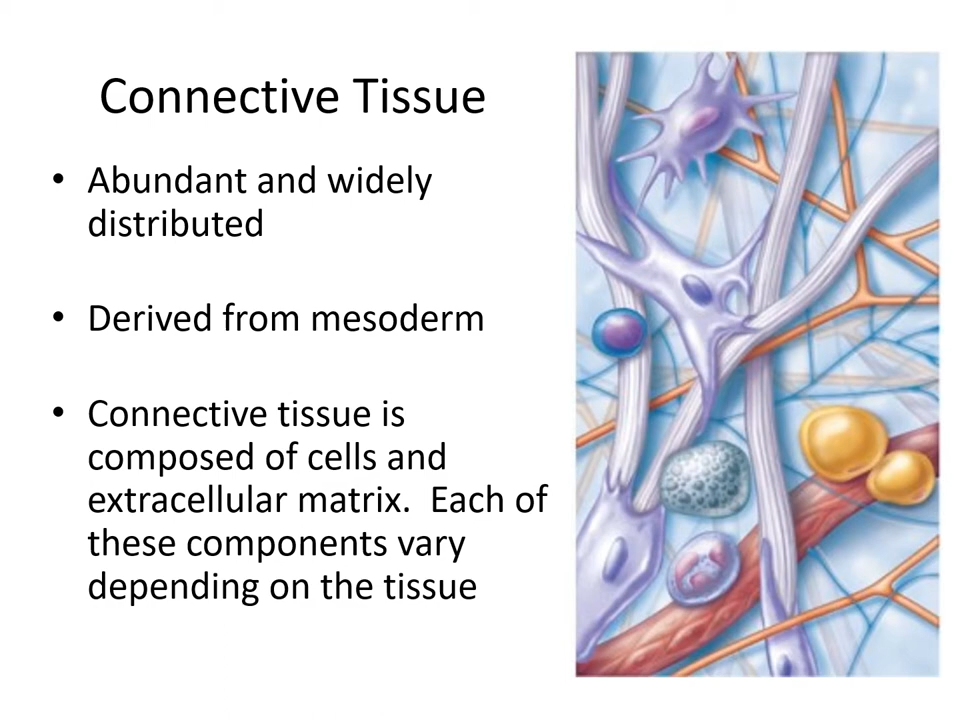 Connective Tissue
• Abundant and widely
distributed
• Derived from mesoderm
• Connective tissue is
composed of cells and
extracellular matrix.  Each of
these components vary
depending on the tissue